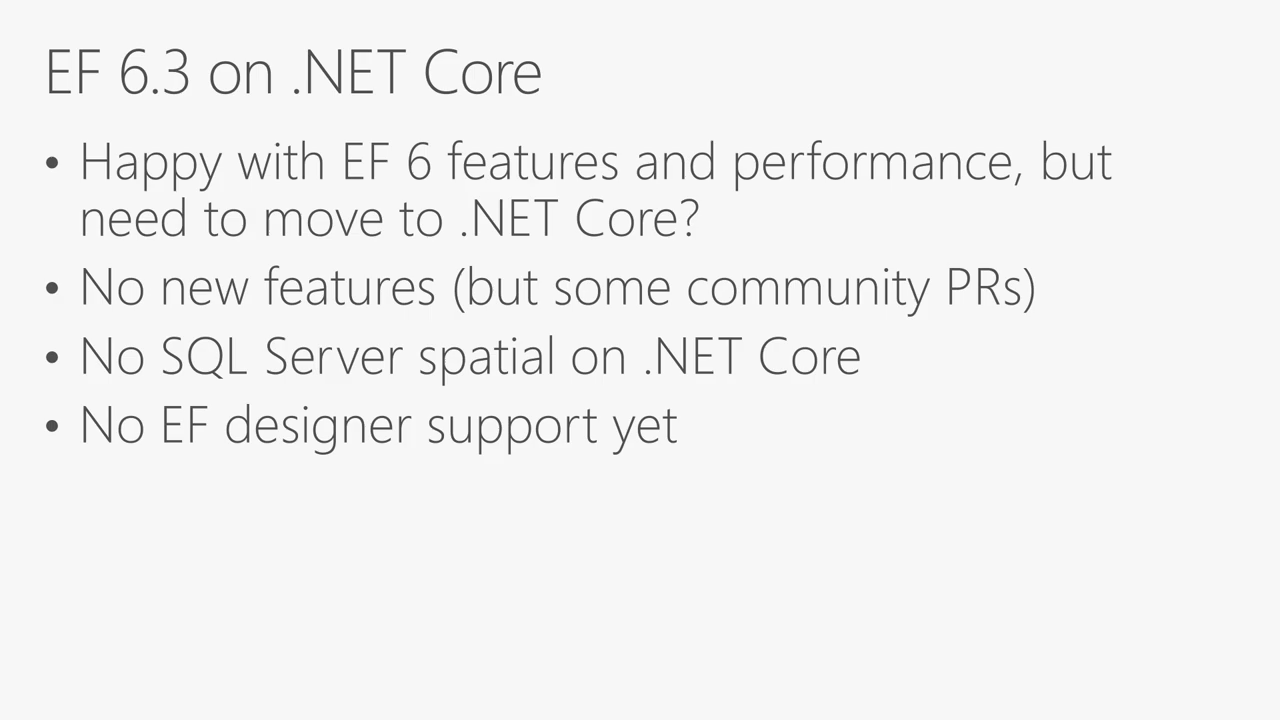 EF 6.3 on .NET Core
• Happy with EF 6 features and performance, but
need to move to .NET Core?
• No new features (but some community PRs)
• No SQL Server spatial on .NET Core
• No EF designer support yet